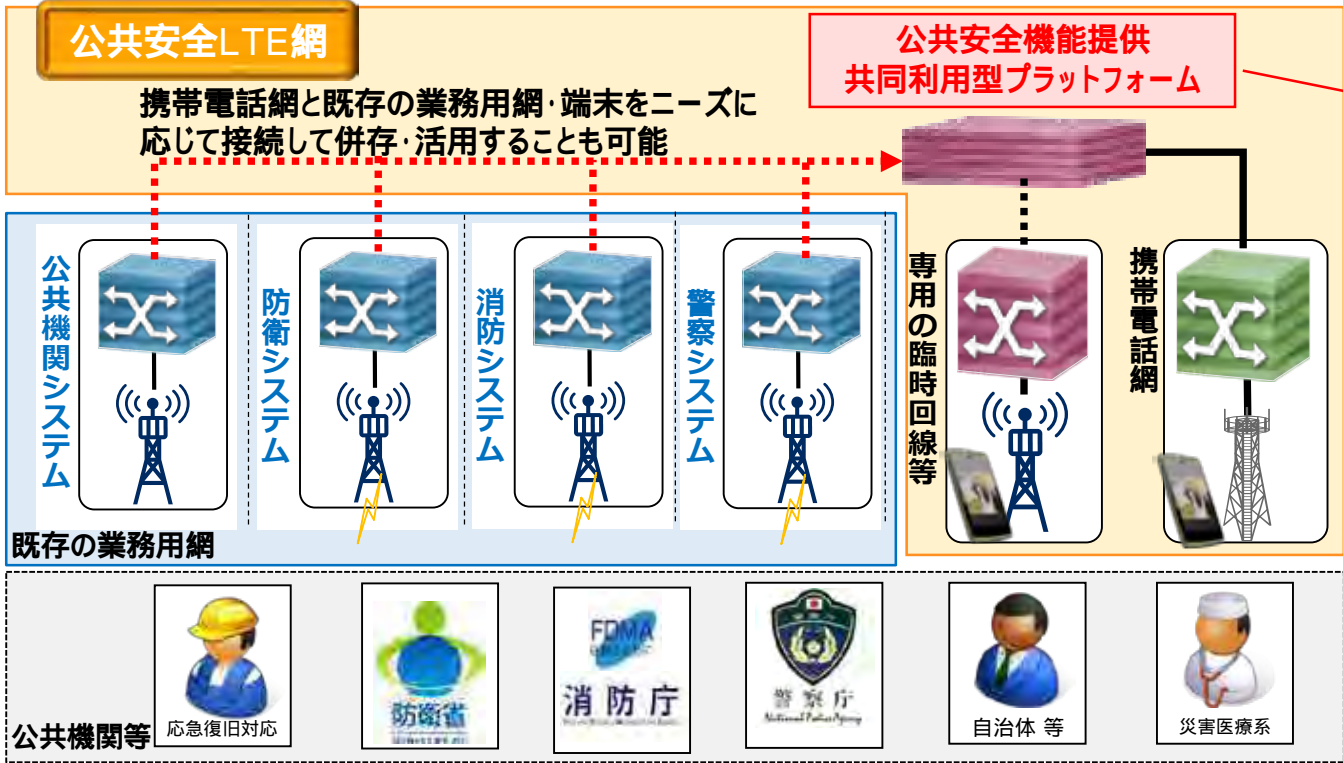 公共安全LTE網
公共安全機能提供
共同利用型プラットフォーム
携帯電話網と既存の業務用網・端末をニーズに
応じて接続して併存・活用することも可能
公共機関システム
防衛システム
消防システム
警察システム
専用の臨時回線等
携帯電話網
既存の業務用網
公共機関等
応急復旧対応
防衛省
FDMA
消防庁
警察庁
National Police Agency
自治体 等
災害医療系